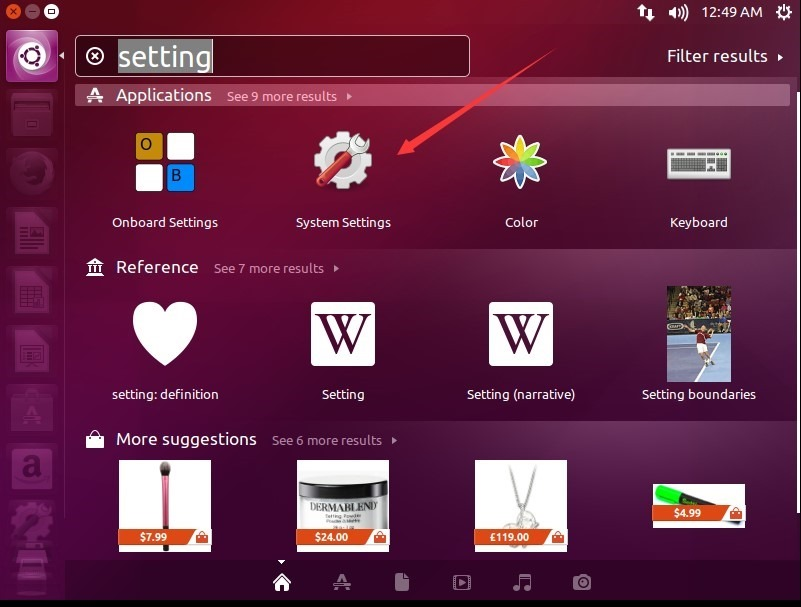 12:49 AM
setting
Filter results
Applications See 9 more results
O
B
Onboard Settings
System Settings
Color
Keyboard
Reference See 7 more results
W
W
setting: definition
Setting
Setting (narrative)
Setting boundaries
More suggestions See 6 more results
DERMABLEND
Setting Powder
$7.99
$24.00
£119.00
$4.99
a